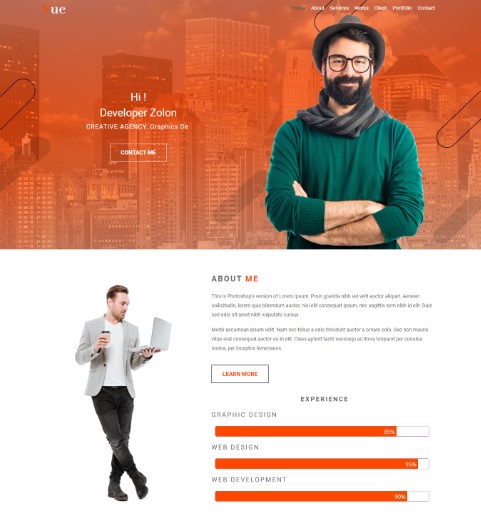 Vue
Home About Services Works Client Portfolio Contact
Hi !
Developer Zolon
CREATIVE AGENCY, Graphics De
CONTACT ME
ABOUT ME
This is Photoshop's version of Lorem Ipsum. Proin gravida nibh vel velit auctor aliquet. Aenean
sollicitudin, lorem quis bibendum auctor, nisi elit consequat ipsum, nec sagittis sem nibh id elit. Duis
sed odio sit amet nibh vulputate cursus
Morbi accumsan ipsum velit. Nam nec tellus a odio tincidunt auctor a ornare odio. Sed non mauris
vitae erat consequat auctor eu in elit. Class aptent taciti sociosqu ad litora torquent per conubia
nostra, per inceptos himenaeos.
LEARN MORE
EXPERIENCE
GRAPHIC DESIGN
85%
WEB DESIGN
95%
WEB DEVELOPMENT
90%